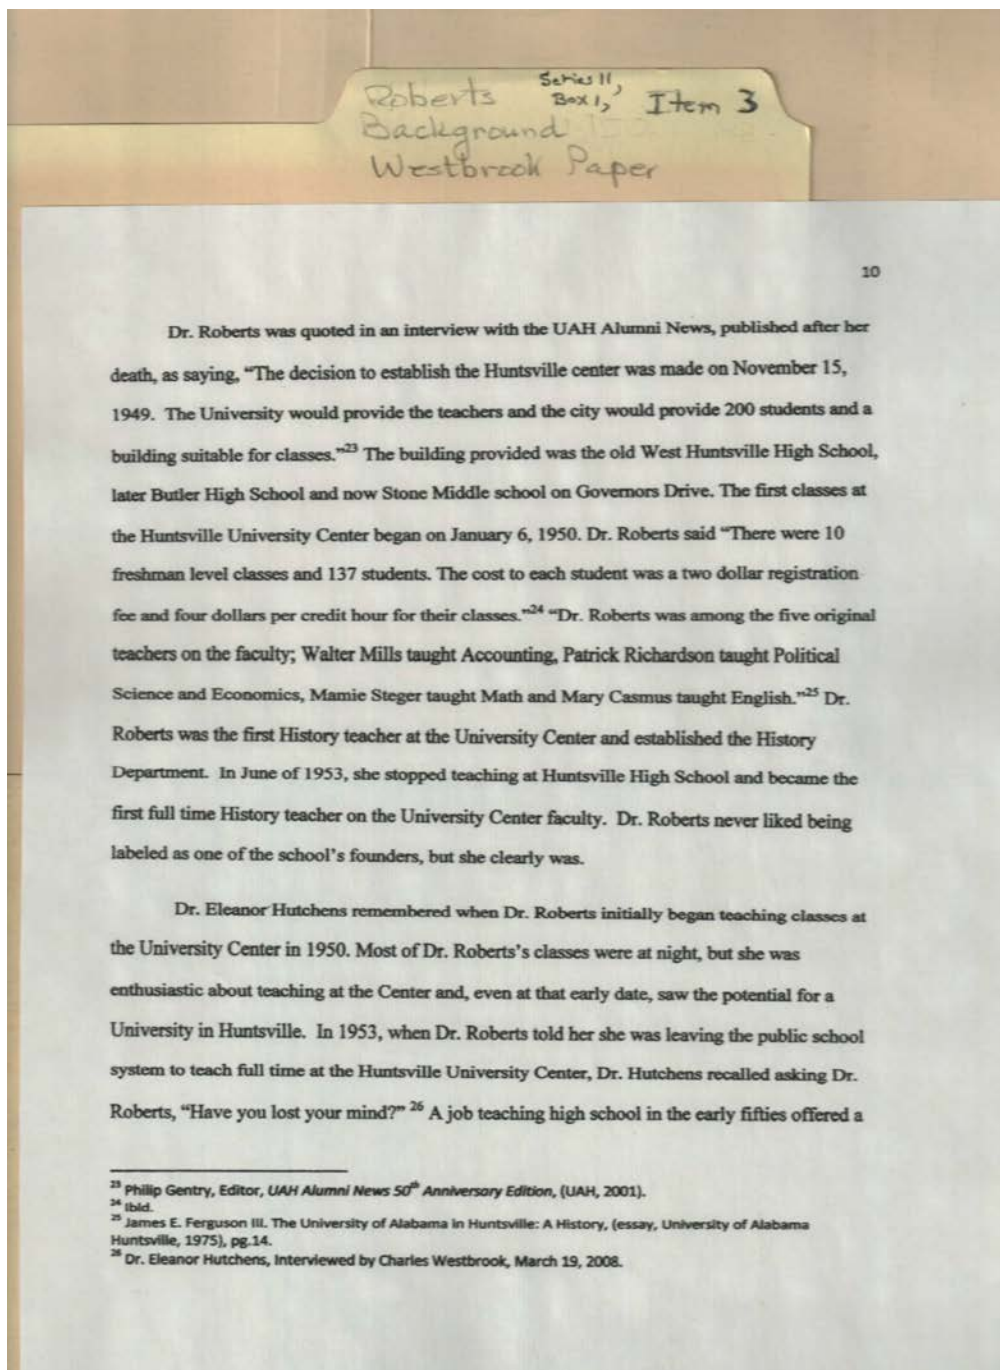 Roberts Series 11,
Box 1, Item 3
Background
Westbrook Paper
10
Dr. Roberts was quoted in an interview with the UAH Alumni News, published after her
death, as saying, “The decision to establish the Huntsville center was made on November 15,
1949. The University would provide the teachers and the city would provide 200 students and a
building suitable for classes.”23 The building provided was the old West Huntsville High School,
later Butler High School and now Stone Middle school on Governors Drive. The first classes at
the Huntsville University Center began on January 6, 1950. Dr. Roberts said “There were 10
freshman level classes and 137 students. The cost to each student was a two dollar registration
fee and four dollars per credit hour for their classes.”24 “Dr. Roberts was among the five original
teachers on the faculty; Walter Mills taught Accounting, Patrick Richardson taught Political
Science and Economics, Mamie Steger taught Math and Mary Casmus taught English.”25 Dr.
Roberts was the first History teacher at the University Center and established the History
Department. In June of 1953, she stopped teaching at Huntsville High School and became the
first full time History teacher on the University Center faculty. Dr. Roberts never liked being
labeled as one of the school’s founders, but she clearly was.
Dr. Eleanor Hutchens remembered when Dr. Roberts initially began teaching classes at
the University Center in 1950. Most of Dr. Roberts’s classes were at night, but she was
enthusiastic about teaching at the Center and, even at that early date, saw the potential for a
University in Huntsville. In 1953, when Dr. Roberts told her she was leaving the public school
system to teach full time at the Huntsville University Center, Dr. Hutchens recalled asking Dr.
Roberts, “Have you lost your mind?” 26 A job teaching high school in the early fifties offered a
23 Philip Gentry, Editor, UAH Alumni News 50th Anniversary Edition, (UAH, 2001).
24 Ibid.
25 James E. Ferguson III. The University of Alabama in Huntsville: A History, (essay, University of Alabama
Huntsville, 1975), pg.14.
26 Dr. Eleanor Hutchens, Interviewed by Charles Westbrook, March 19, 2008.